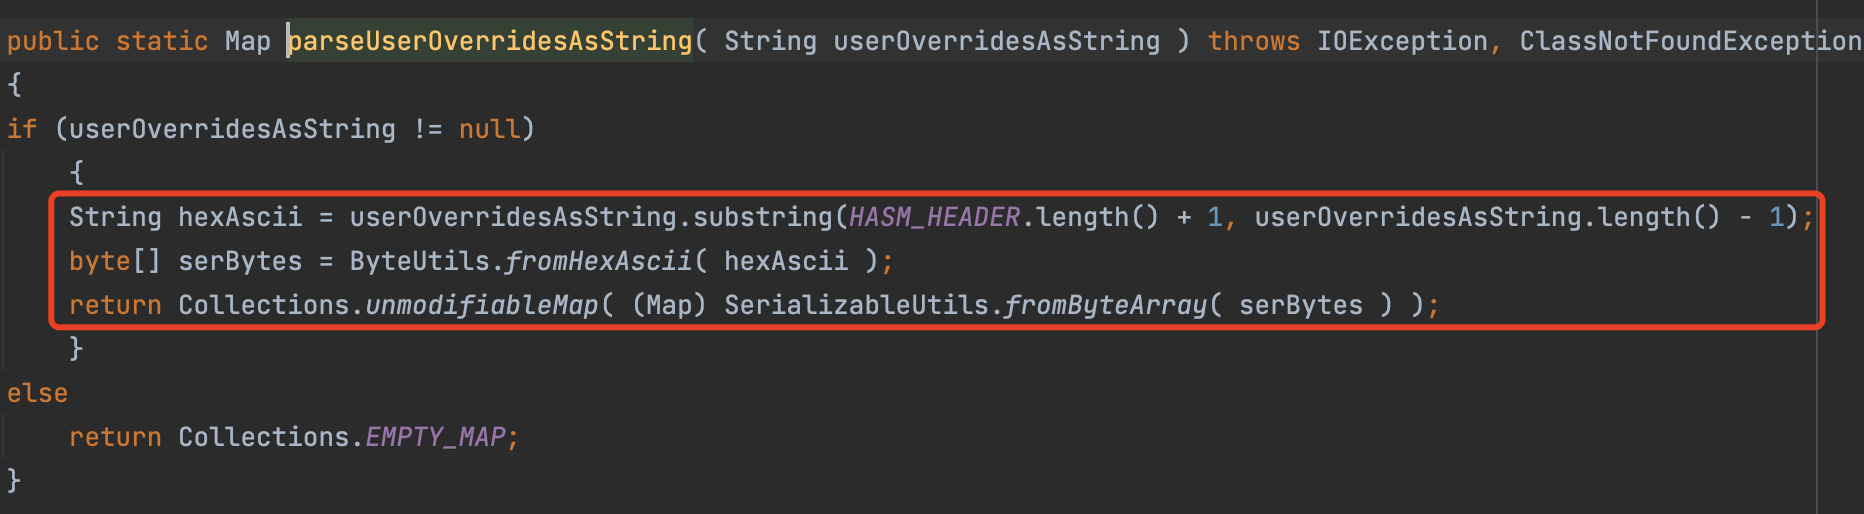 public static Map parseUserOverridesAsString( String userOverridesAsString ) throws IOException, ClassNotFoundException
{
if (userOverridesAsString != null)
{
String hexAscii = userOverridesAsString.substring(HASM_HEADER.length() + 1, userOverridesAsString.length() - 1);
byte[] serBytes = ByteUtils.fromHexAscii( hexAscii );
return Collections.unmodifiableMap( (Map) SerializableUtils.fromByteArray( serBytes ) );
}
else
return Collections.EMPTY_MAP;
}